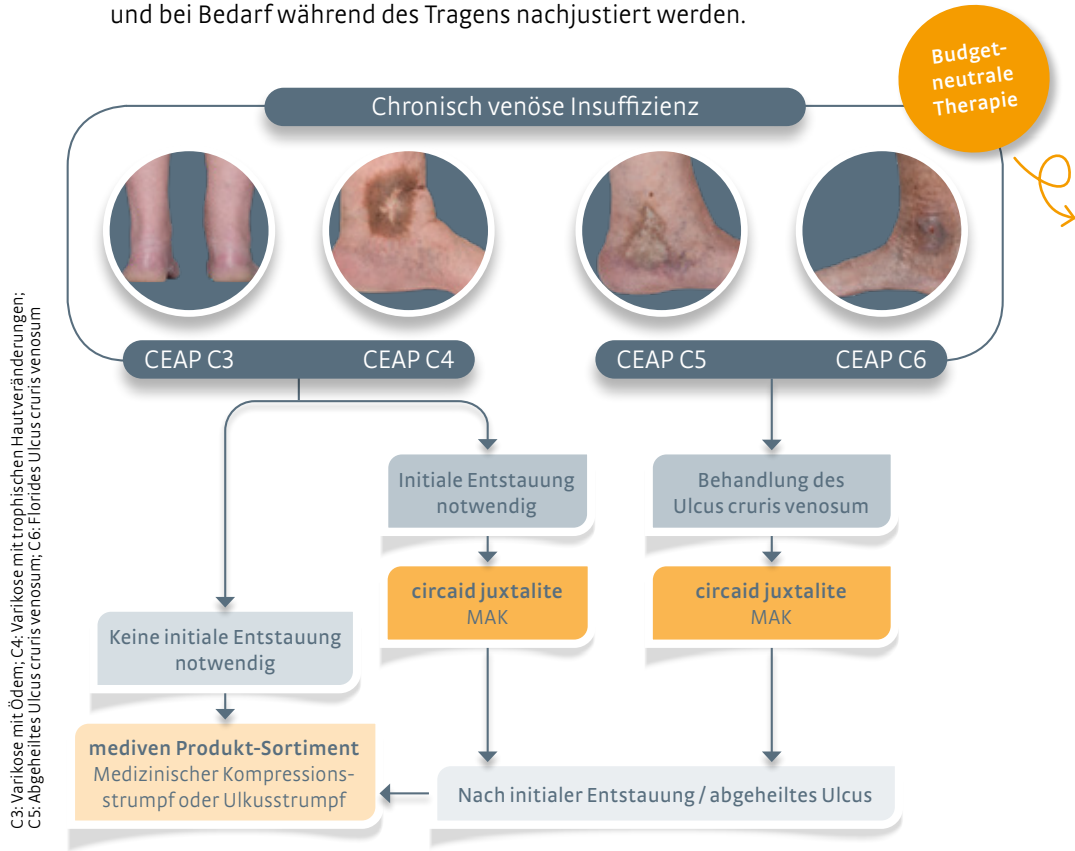 und bei Bedarf während des Tragens nachjustiert werden.
Budget-
neutrale
Therapie
Chronisch venöse Insuffizienz
CEAP C3
CEAP C4
CEAP C5
CEAP C6
Initiale Entstauung
notwendig
Behandlung des
Ulcus cruris venosum
circaid juxtalite
MAK
circaid juxtalite
MAK
Keine initiale Entstauung
notwendig
mediven Produkt-Sortiment
Medizinischer Kompressions-
strumpf oder Ulkusstrumpf
Nach initialer Entstauung / abgeheiltes Ulcus
C3: Varikose mit Ödem; C4: Varikose mit trophischen Hautveränderungen;
C5: Abgeheiltes Ulcus cruris venosum; C6: Florides Ulcus cruris venosum